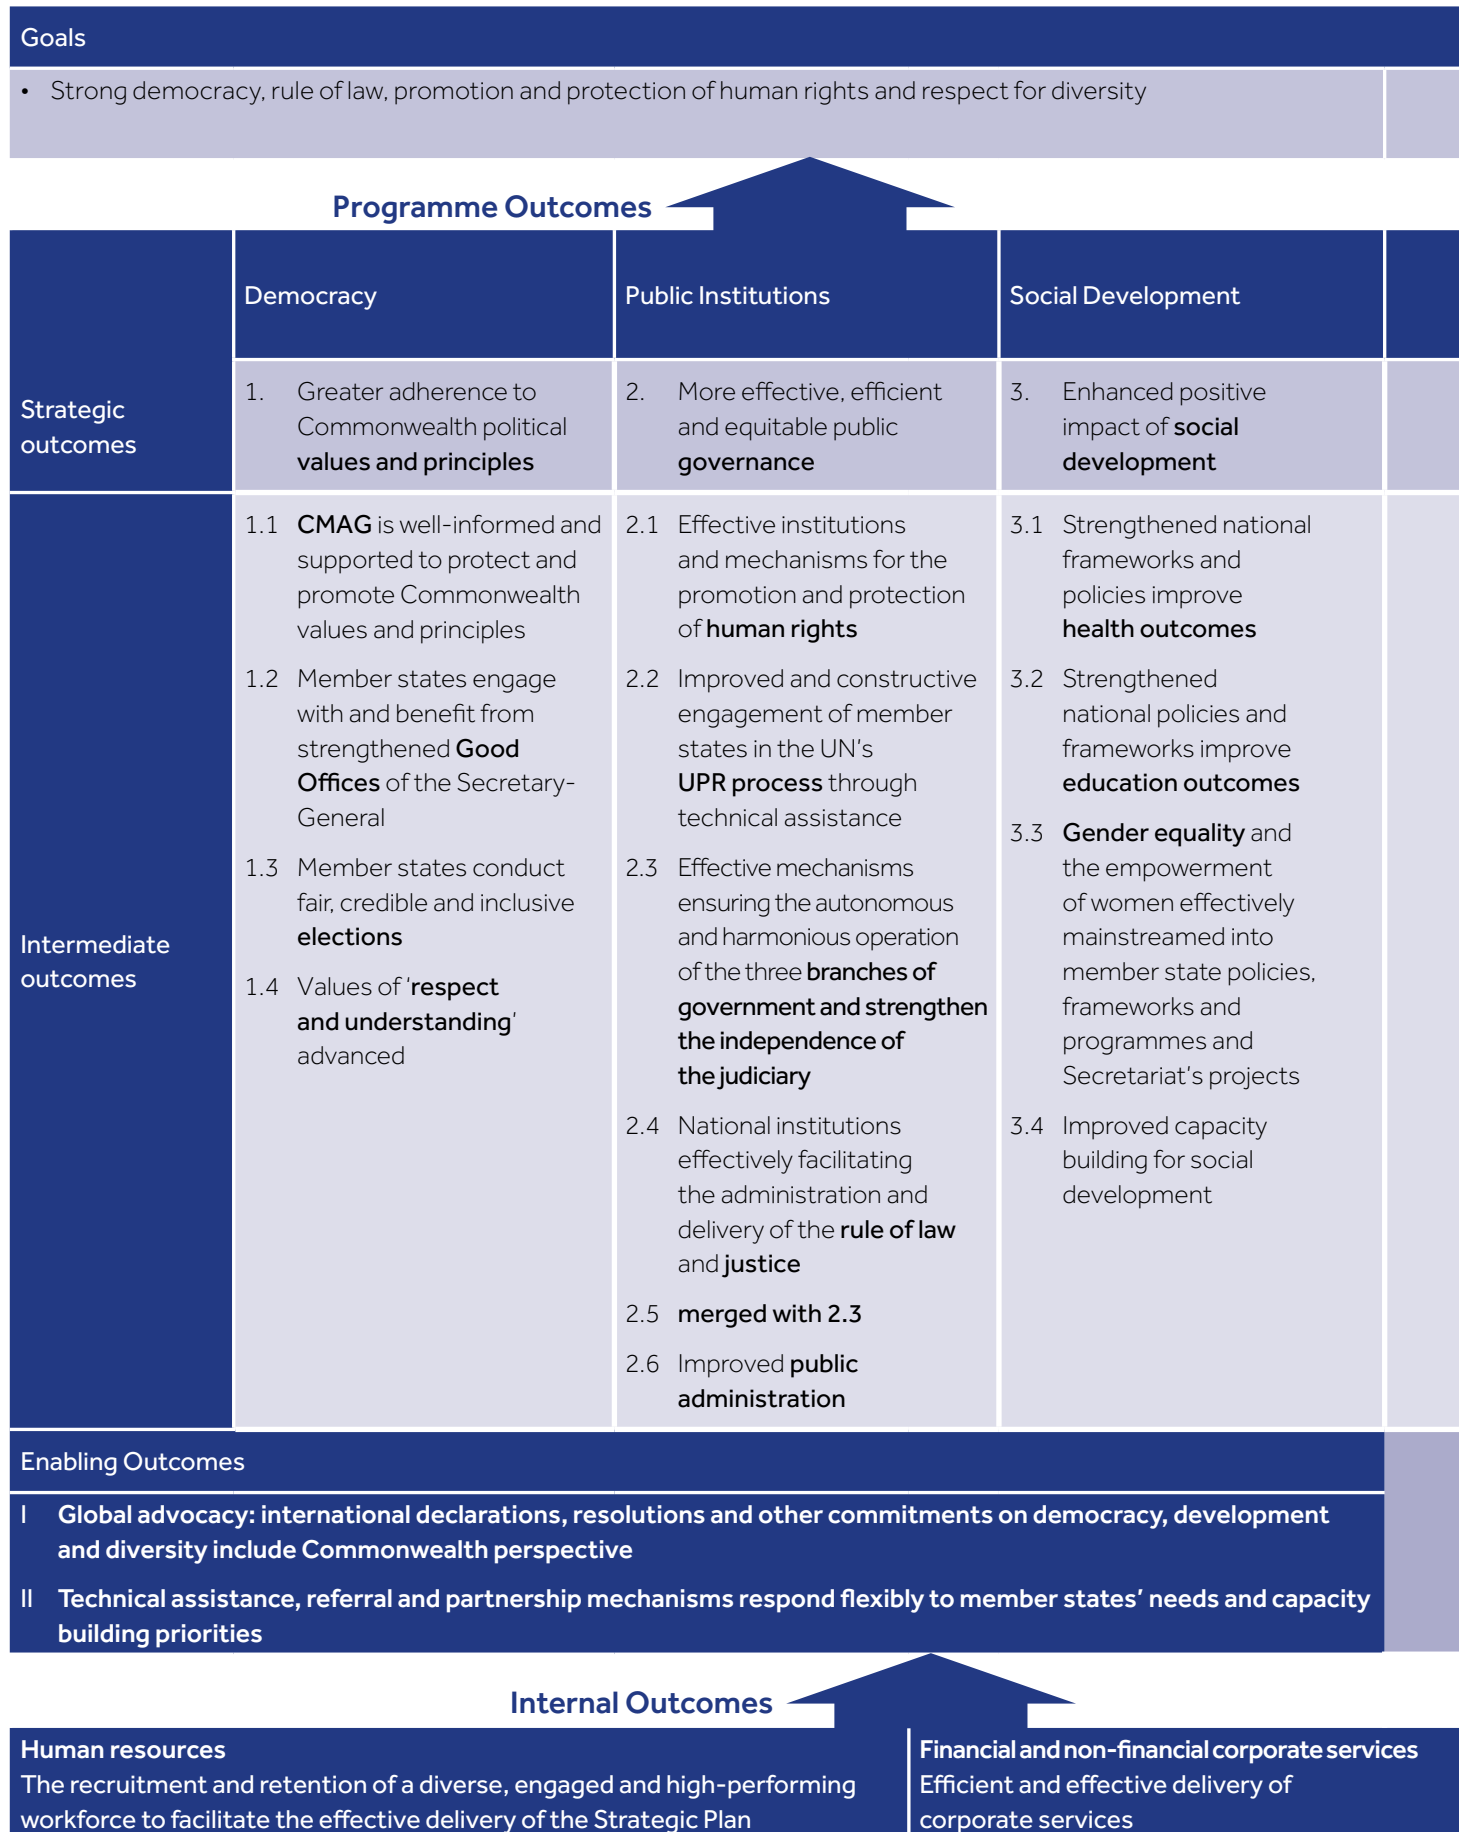 Goals
• Strong democracy, rule of law, promotion and protection of human rights and respect for diversity
Programme Outcomes
Strategic
outcomes
Democracy
Public Institutions
Social Development
1. Greater adherence to
Commonwealth political
values and principles
2. More effective, efficient
and equitable public
governance
3. Enhanced positive
impact of social
development
Intermediate
outcomes
1.1 CMAG is well-informed and
supported to protect and
promote Commonwealth
values and principles
1.2 Member states engage
with and benefit from
strengthened Good
Offices of the Secretary-
General
1.3 Member states conduct
fair, credible and inclusive
elections
1.4 Values of ‘respect
and understanding’
advanced
2.1 Effective institutions
and mechanisms for the
promotion and protection
of human rights
2.2 Improved and constructive
engagement of member
states in the UN’s
UPR process through
technical assistance
2.3 Effective mechanisms
ensuring the autonomous
and harmonious operation
of the three branches of
government and strengthen
the independence of
the judiciary
2.4 National institutions
effectively facilitating
the administration and
delivery of the rule of law
and justice
2.5 merged with 2.3
2.6 Improved public
administration
3.1 Strengthened national
frameworks and
policies improve
health outcomes
3.2 Strengthened
national policies and
frameworks improve
education outcomes
3.3 Gender equality and
the empowerment
of women effectively
mainstreamed into
member state policies,
frameworks and
programmes and
Secretariat’s projects
3.4 Improved capacity
building for social
development
Enabling Outcomes
I Global advocacy: international declarations, resolutions and other commitments on democracy, development
and diversity include Commonwealth perspective
II Technical assistance, referral and partnership mechanisms respond flexibly to member states’ needs and capacity
building priorities
Internal Outcomes
Human resources
The recruitment and retention of a diverse, engaged and high-performing
workforce to facilitate the effective delivery of the Strategic Plan
Financial and non-financial corporate services
Efficient and effective delivery of
corporate services